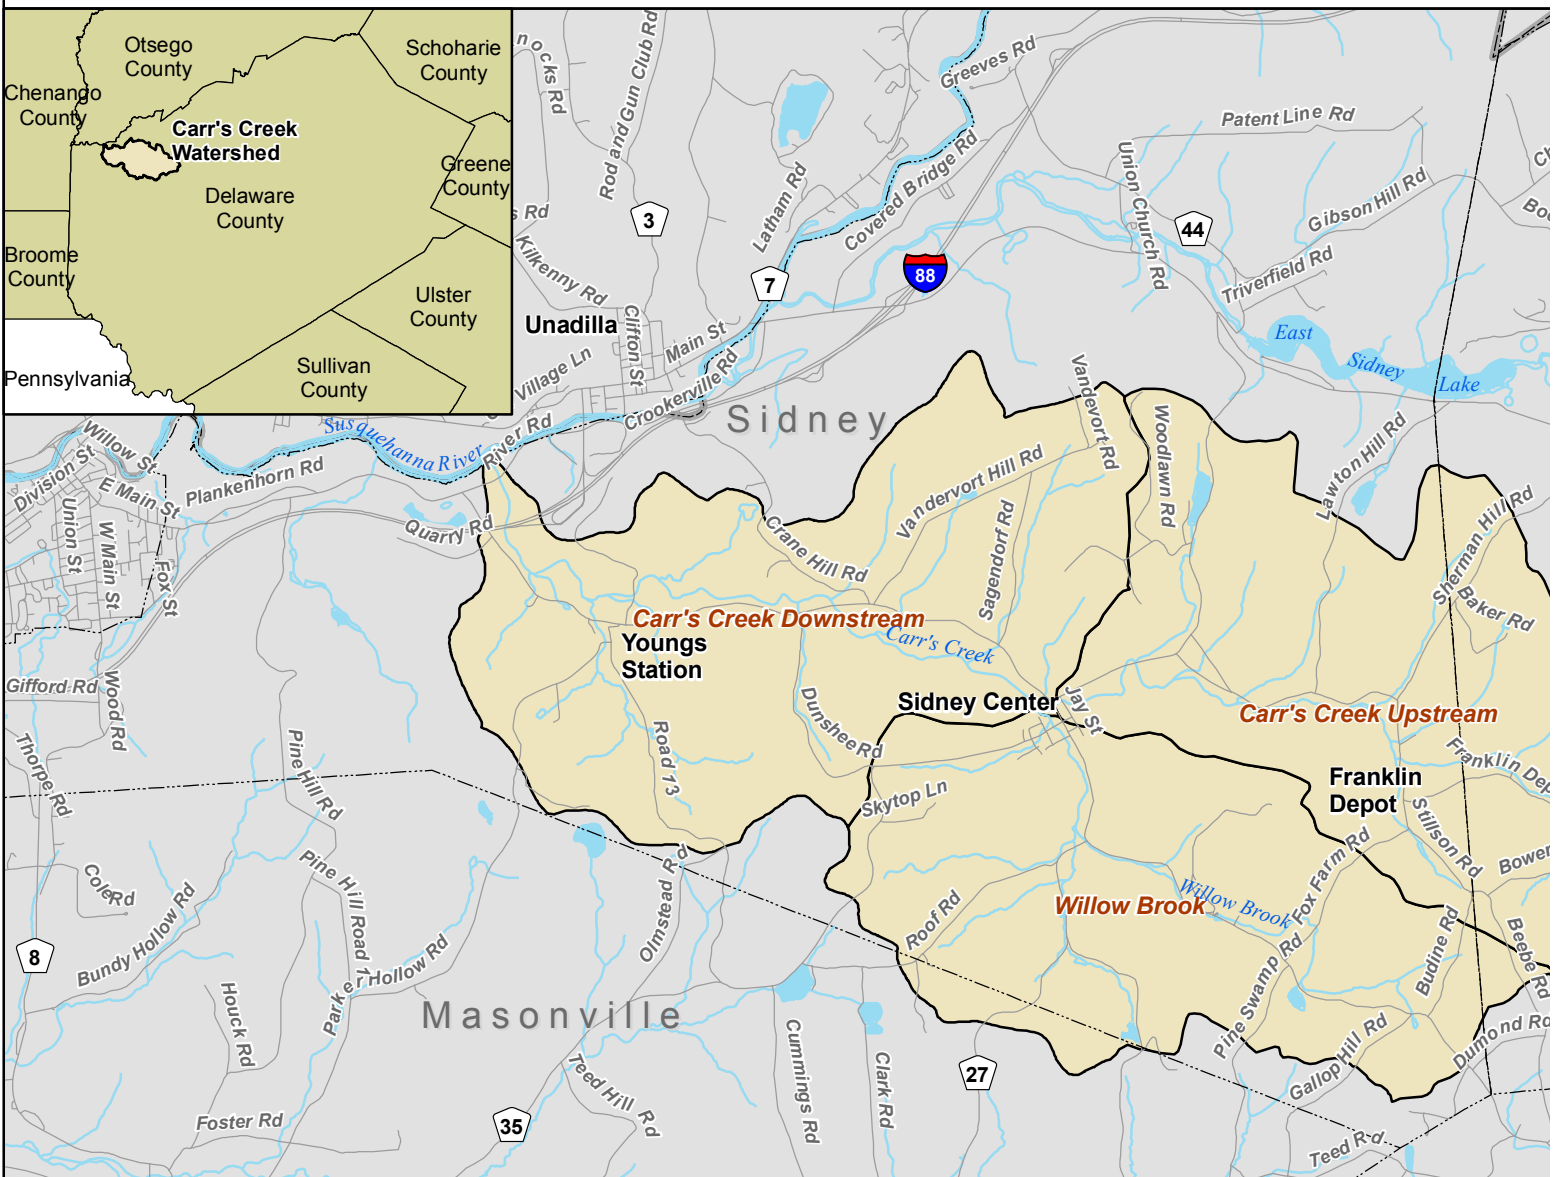 Otsego
County
Schoharie
County
Chenango
County
Carr's Creek
Watershed
Greene
County
Delaware
County
Broome
County
Ulster
County
Sullivan
County
Pennsylvania
nocks Rd
Rod and Gun Club Rd
Greeves Rd
Patent Line Rd
Union Church Rd
Gibson Hill Rd
Latham Rd
Covered Bridge Rd
s Rd
3
44
Kilkenny Rd
7
88
Triverfield Rd
Unadilla
Clifton St
Main St
East
Sidney
Lake
Village Ln
Crookerville Rd
Vandevort Rd
Sidney
Woodlawn Rd
Lawton Hill Rd
Susquehanna River
River Rd
Willow St
Division St
E Main St
Plankenhorn Rd
Union St
W Main St
Fox St
Quarry Rd
Vandervort Hill Rd
Crane Hill Rd
Sagendorf Rd
Sherman Hill Rd
Baker Rd
Carr's Creek Downstream
Youngs
Station
Carr's Creek
Gifford Rd
Wood Rd
Sidney Center
Jay St
Carr's Creek Upstream
Dunshee Rd
Road 13
Pine Hill Rd
Thorpe Rd
Franklin Dep
Franklin
Depot
Skytop Ln
Stillson Rd
Bower
Cole Rd
Pine Hill Road 1
Olmstead Rd
Fox Farm Rd
Willow Brook
Willow Brook
Roof Rd
Bundy Hollow Rd
8
Parker Hollow Rd
Budine Rd
Beebe Rd
Pine Swamp Rd
Houck Rd
Masonville
Cummings Rd
Clark Rd
27
Gallop Hill Rd
Dumond Rd
Teed Hill Rd
Foster Rd
35
Teed Rd